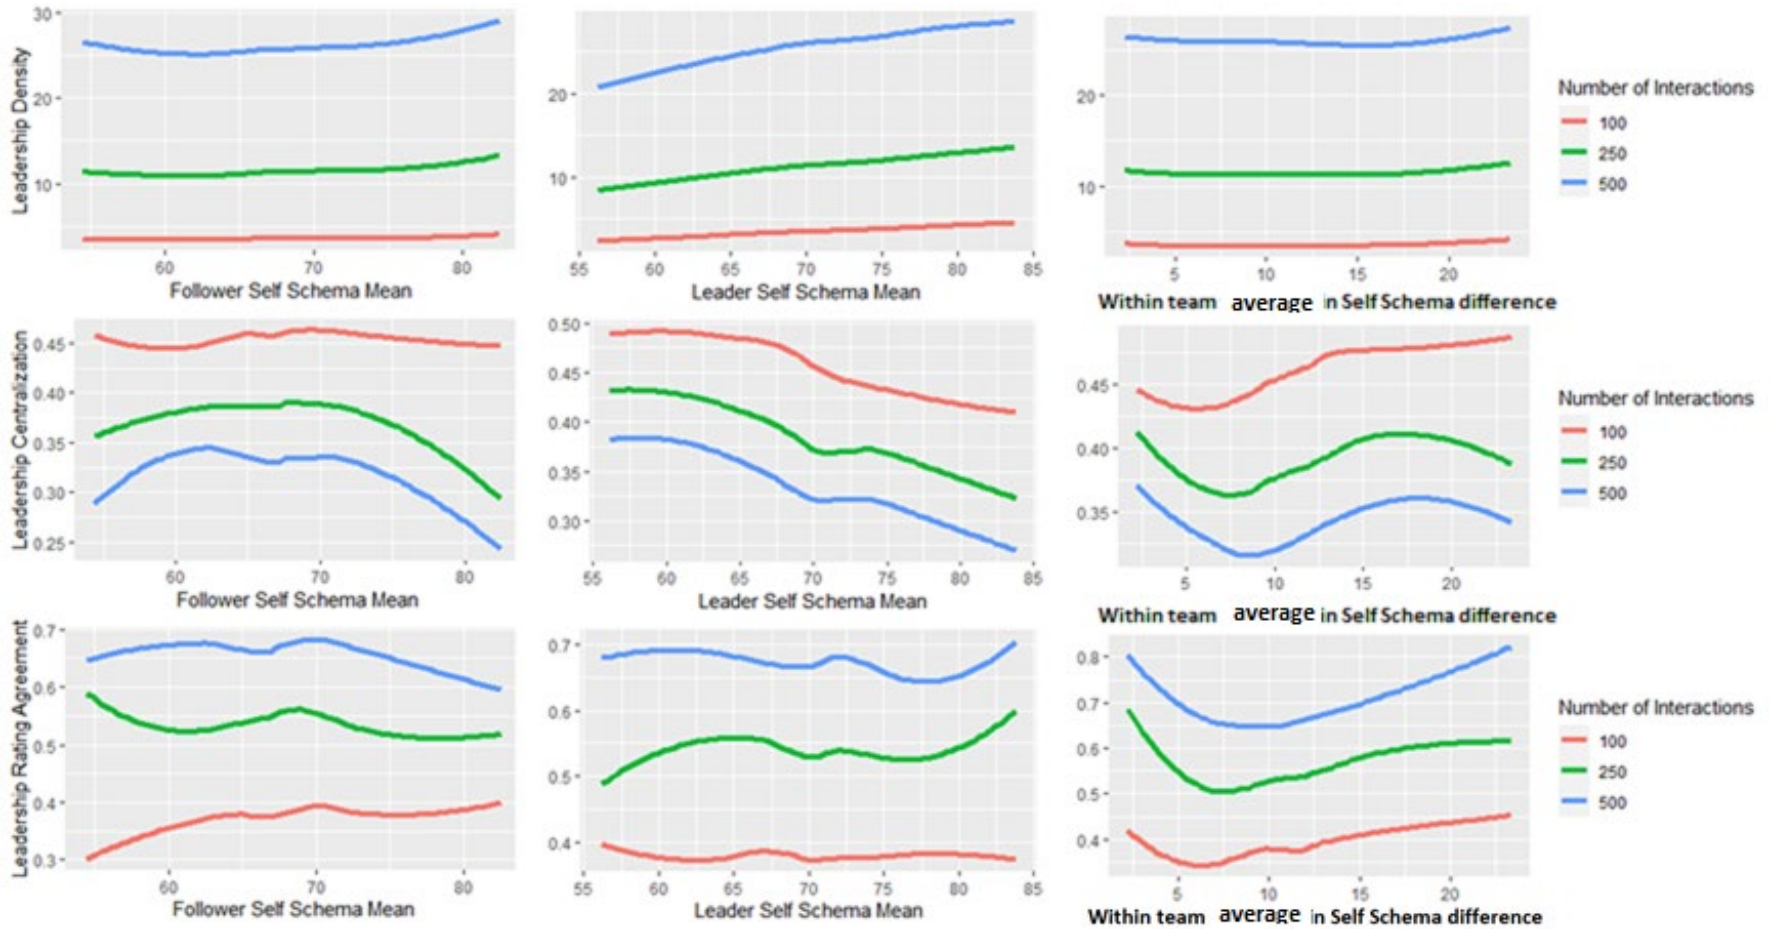 Leadership Density
30
20
10
60 70 80
Follower Self Schema Mean
20
10
55 60 65 70 75 80 85
Leader Self Schema Mean
20
10
5 10 15 20
Within team average in Self Schema difference
Number of Interactions
100
250
500
Leadership Centralization
0.45
0.40
0.35
0.30
0.25
60 70 80
Follower Self Schema Mean
0.50
0.45
0.40
0.35
0.30
55 60 65 70 75 80 85
Leader Self Schema Mean
0.45
0.40
0.35
5 10 15 20
Within team average in Self Schema difference
Number of Interactions
100
250
500
Leadership Rating Agreement
0.7
0.6
0.5
0.4
0.3
60 70 80
Follower Self Schema Mean
0.7
0.6
0.5
0.4
55 60 65 70 75 80 85
Leader Self Schema Mean
0.8
0.7
0.6
0.5
0.4
5 10 15 20
Within team average in Self Schema difference
Number of Interactions
100
250
500